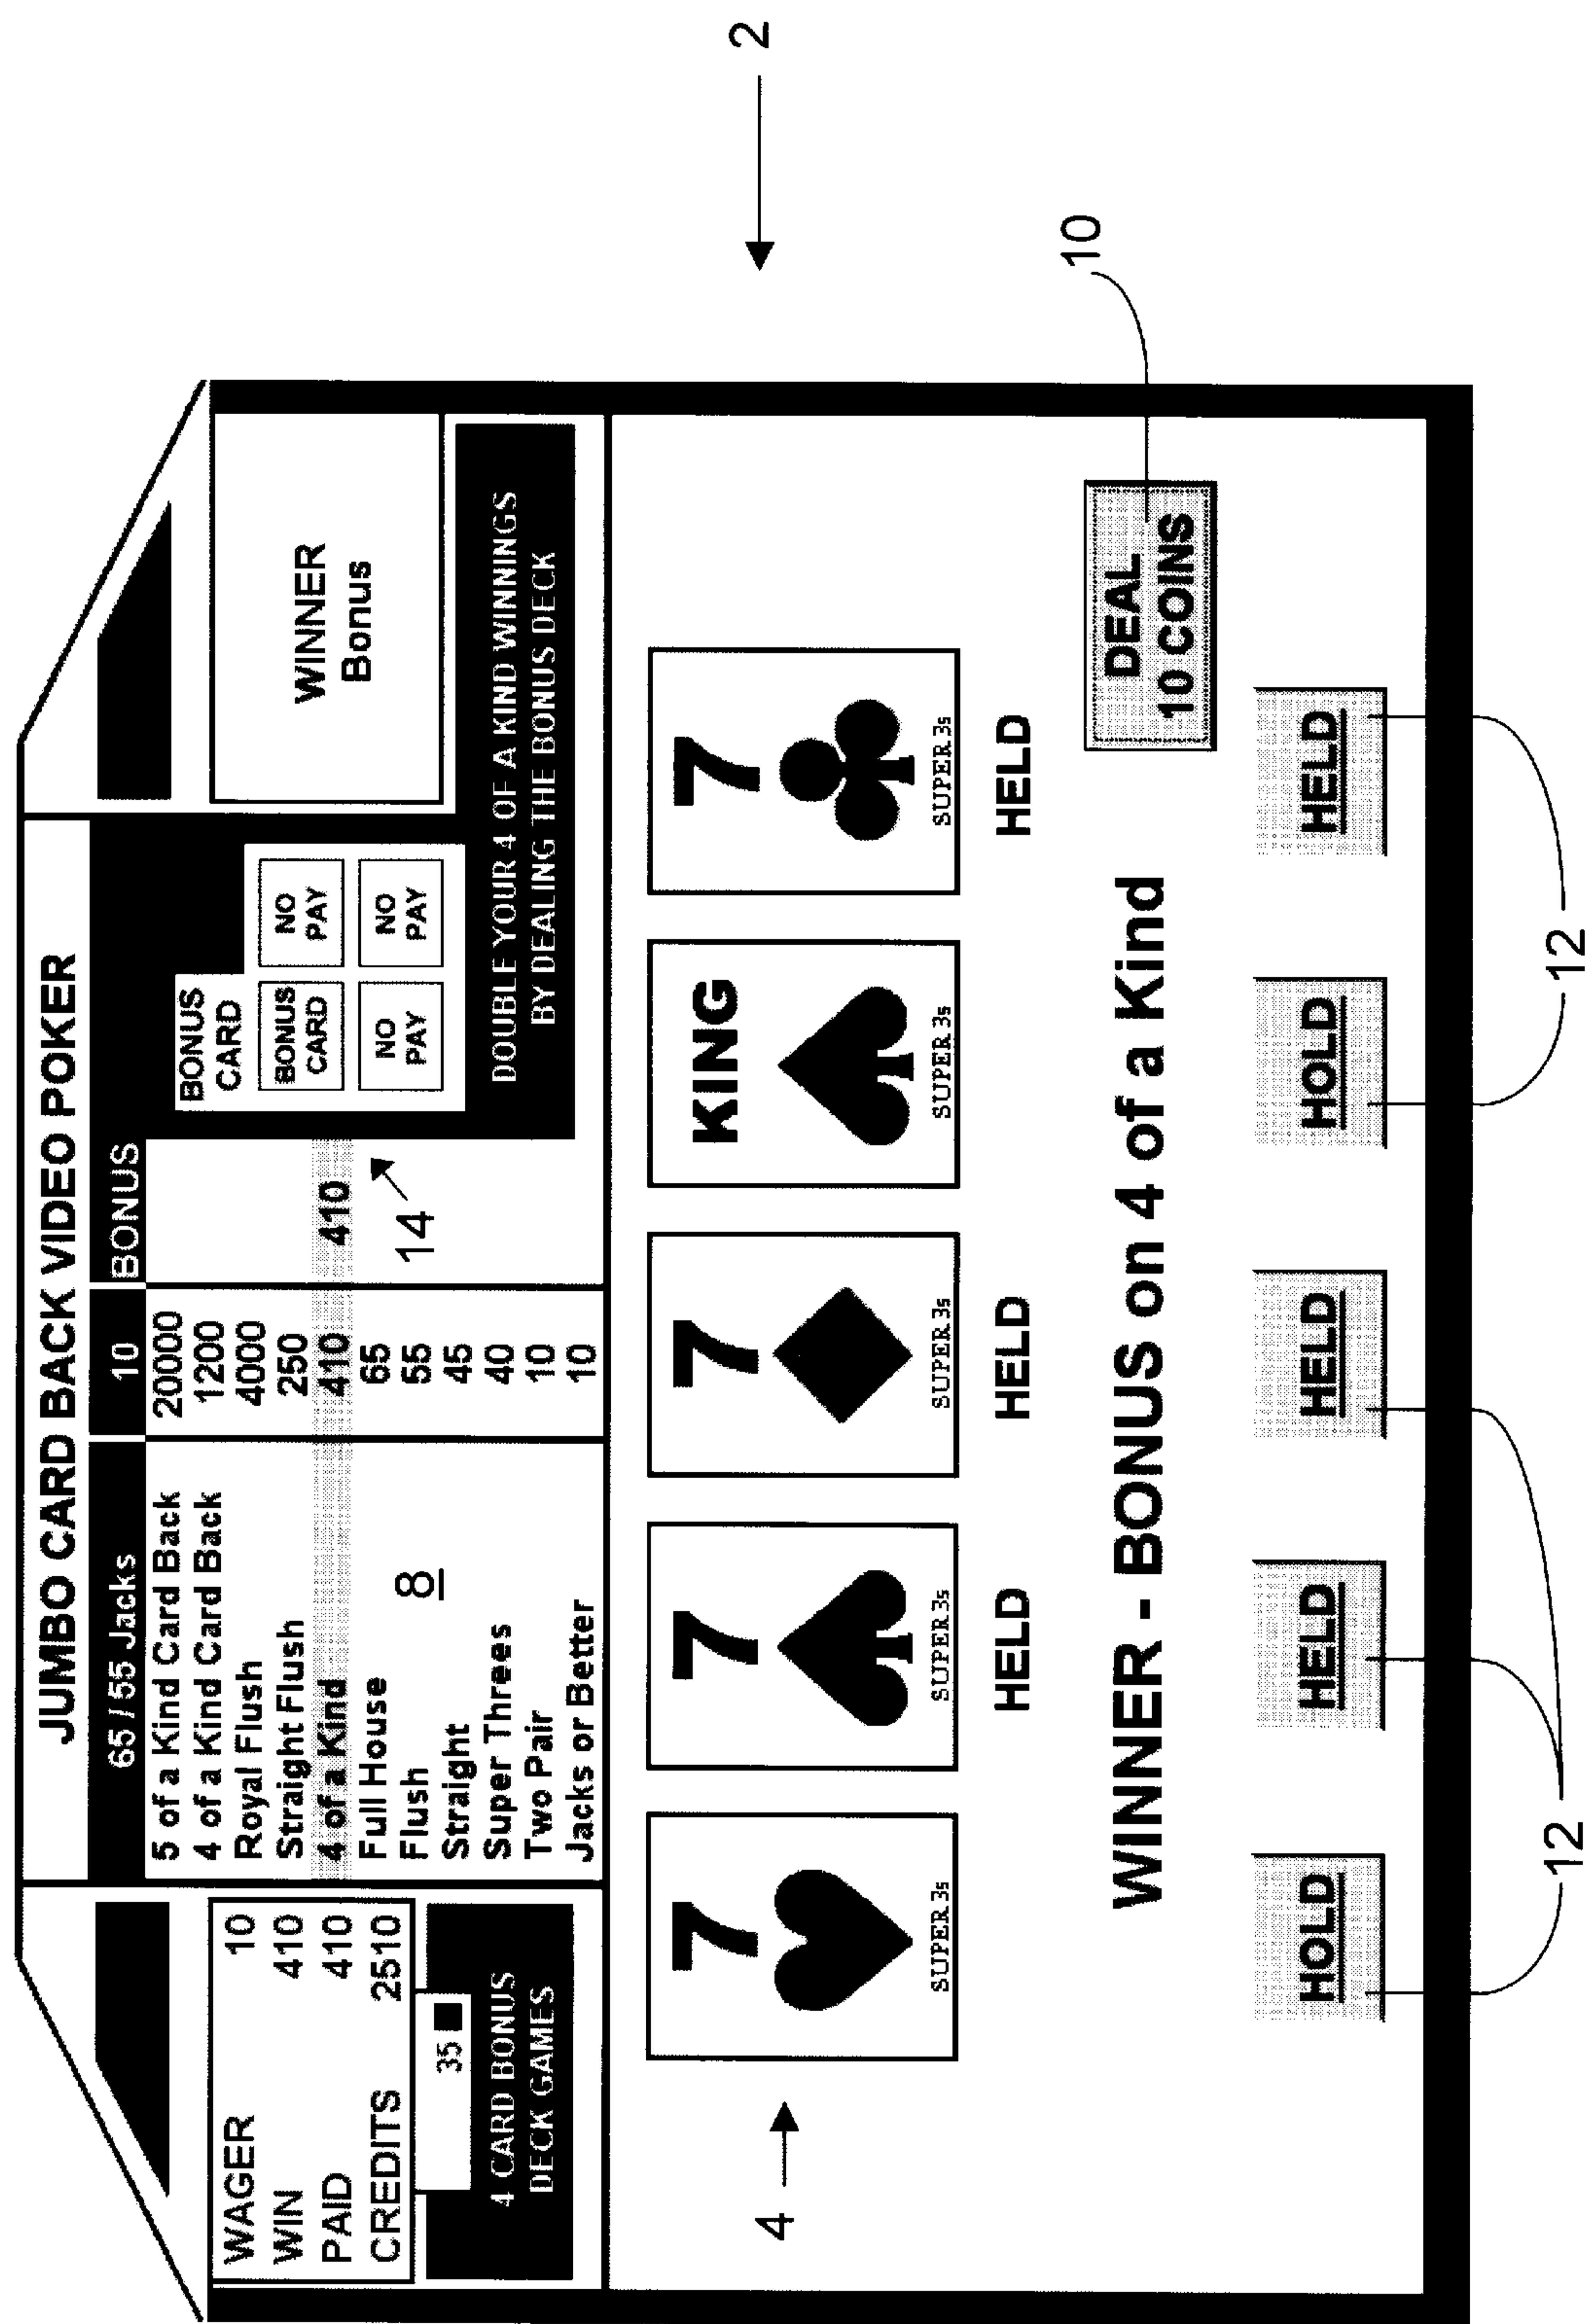 JUMBO CARD BACK VIDEO POKER
WAGER 10
WIN 410
PAID 410
CREDITS 2510
35
4 CARD BONUS
DECK GAMES
65 / 55 Jacks 10 BONUS
5 of a Kind Card Back 20000
4 of a Kind Card Back 1200
Royal Flush 4000
Straight Flush 250
4 of a Kind 410 410
Full House 65
Flush 55
Straight 45
Super Threes 40
Two Pair 10
Jacks or Better 10
8
14
BONUS
CARD
BONUS
CARD
NO
PAY
NO
PAY
NO
PAY
WINNER
Bonus
DOUBLE YOUR 4 OF A KIND WINNINGS
BY DEALING THE BONUS DECK
2
4
7 7 7 KING 7
SUPER 3s SUPER 3s SUPER 3s SUPER 3s SUPER 3s
HELD HELD HELD
10
DEAL
10 COINS
WINNER - BONUS on 4 of a Kind
HOLD HELD HELD HOLD HELD
12 12